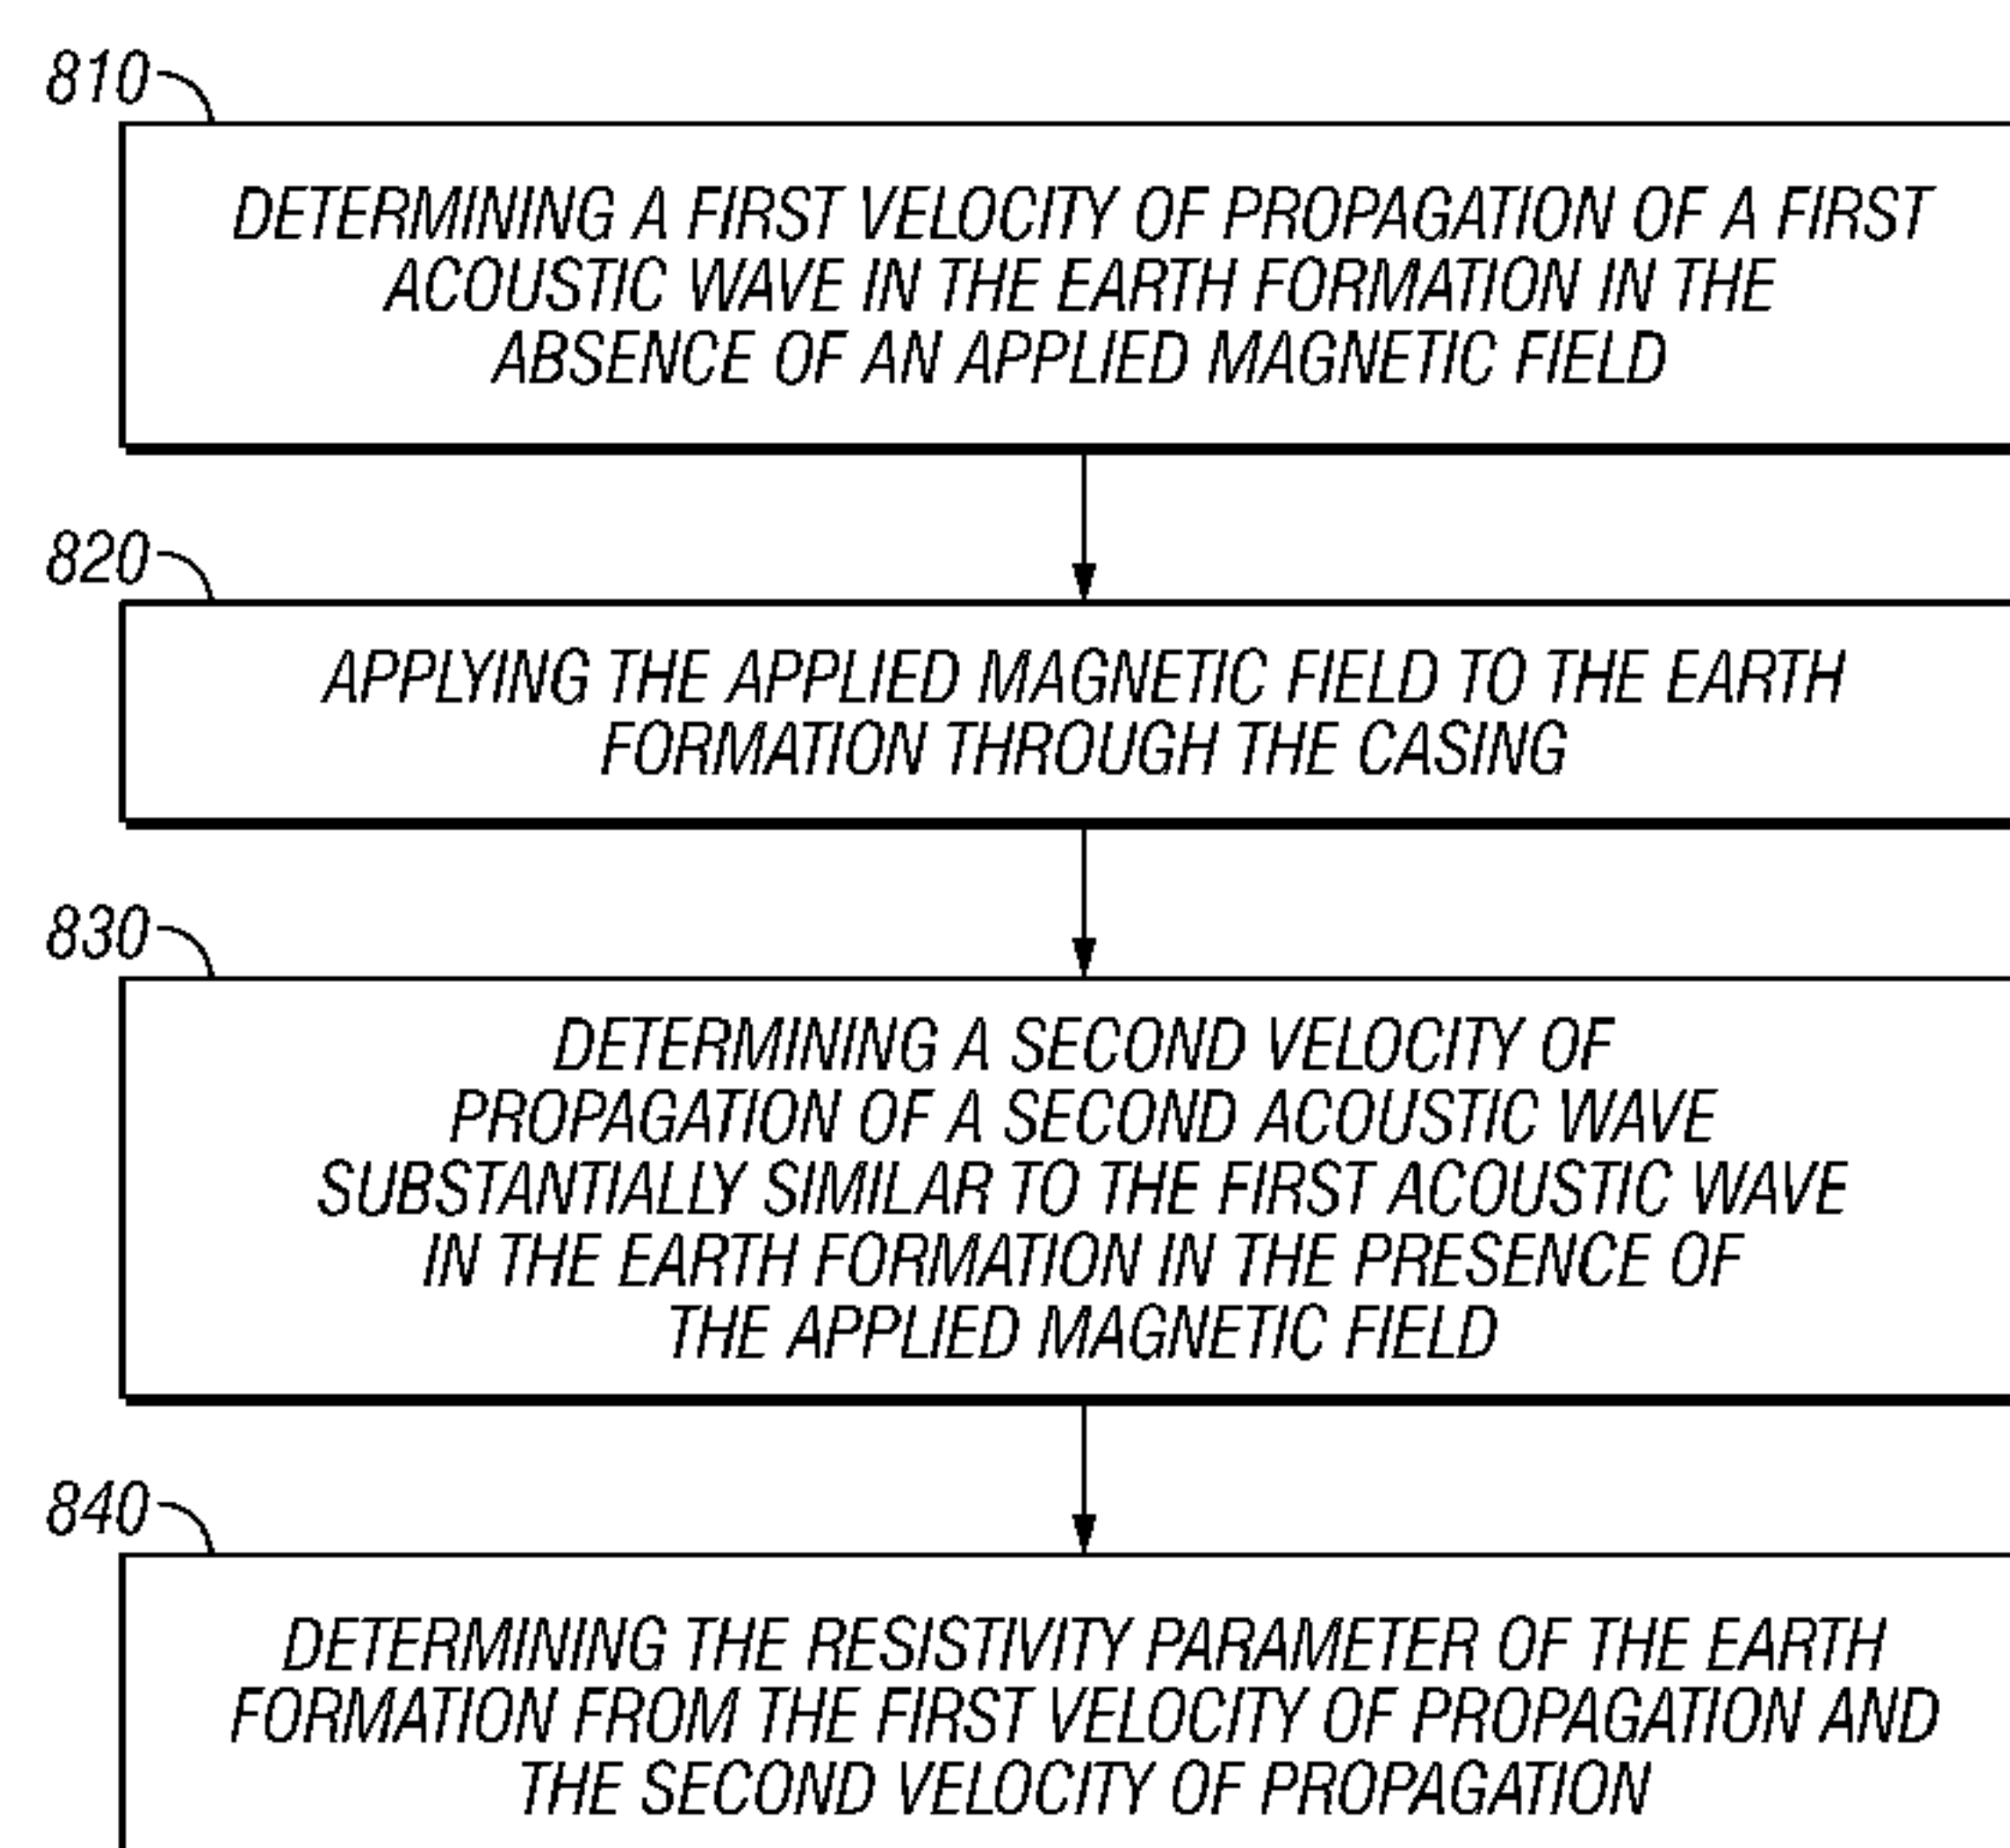 810
DETERMINING A FIRST VELOCITY OF PROPAGATION OF A FIRST
ACOUSTIC WAVE IN THE EARTH FORMATION IN THE
ABSENCE OF AN APPLIED MAGNETIC FIELD
820
APPLYING THE APPLIED MAGNETIC FIELD TO THE EARTH
FORMATION THROUGH THE CASING
830
DETERMINING A SECOND VELOCITY OF
PROPAGATION OF A SECOND ACOUSTIC WAVE
SUBSTANTIALLY SIMILAR TO THE FIRST ACOUSTIC WAVE
IN THE EARTH FORMATION IN THE PRESENCE OF
THE APPLIED MAGNETIC FIELD
840
DETERMINING THE RESISTIVITY PARAMETER OF THE EARTH
FORMATION FROM THE FIRST VELOCITY OF PROPAGATION AND
THE SECOND VELOCITY OF PROPAGATION